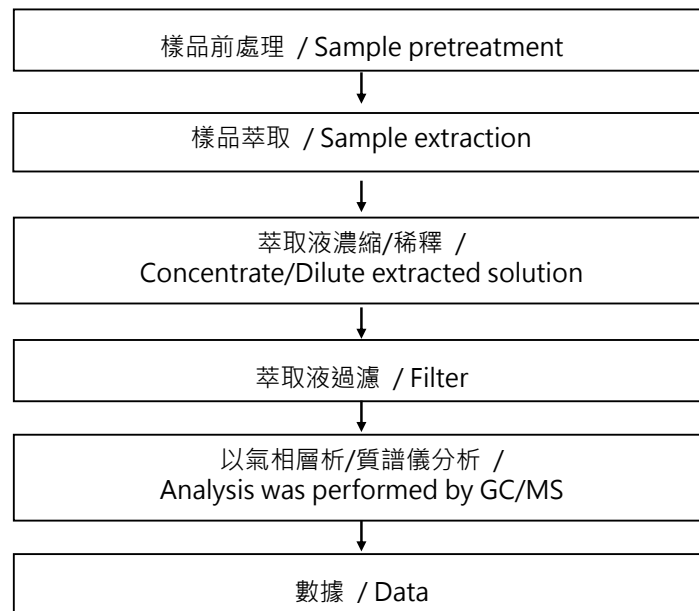 樣品前處理 / Sample pretreatment
樣品萃取 / Sample extraction
萃取液濃縮/稀釋 /
Concentrate/Dilute extracted solution
萃取液過濾 / Filter
以氣相層析/質譜儀分析 /
Analysis was performed by GC/MS
數據 / Data